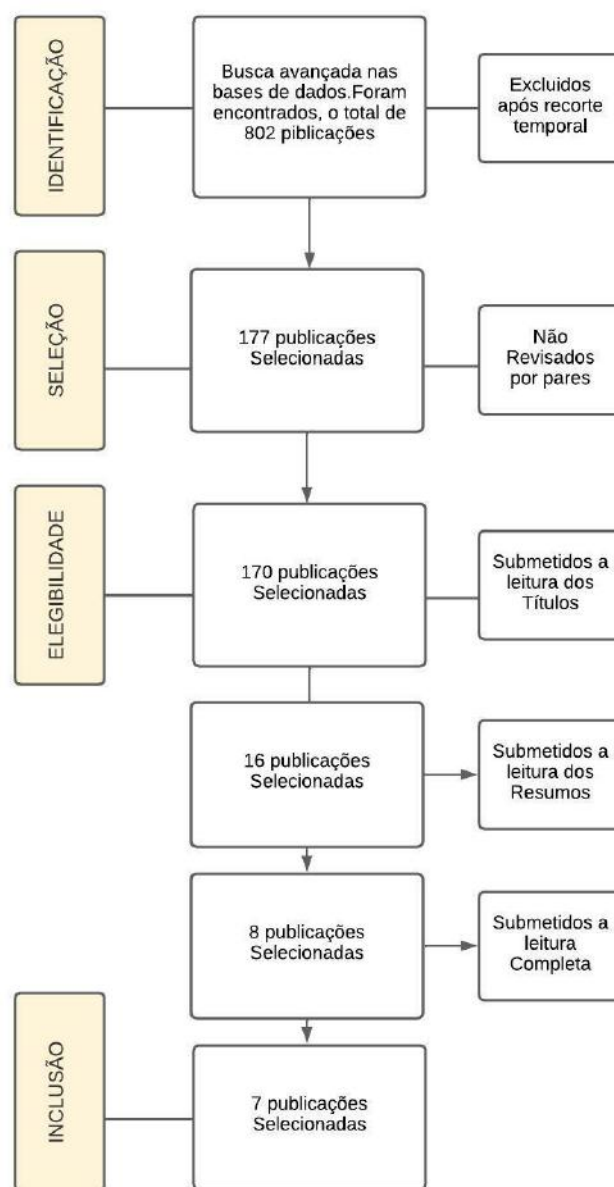 IDENTIFICAÇÃO
Busca avançada nas
bases de dados.Foram
encontrados, o total de
802 piblicações
Excluidos
após recorte
temporal
SELEÇÃO
177 publicações
Selecionadas
Não
Revisados
por pares
ELEGIBILIDADE
170 publicações
Selecionadas
Submetidos a
leitura dos
Títulos
16 publicações
Selecionadas
Submetidos a
leitura dos
Resumos
8 publicações
Selecionadas
Submetidos a
leitura
Completa
INCLUSÃO
7 publicações
Selecionadas